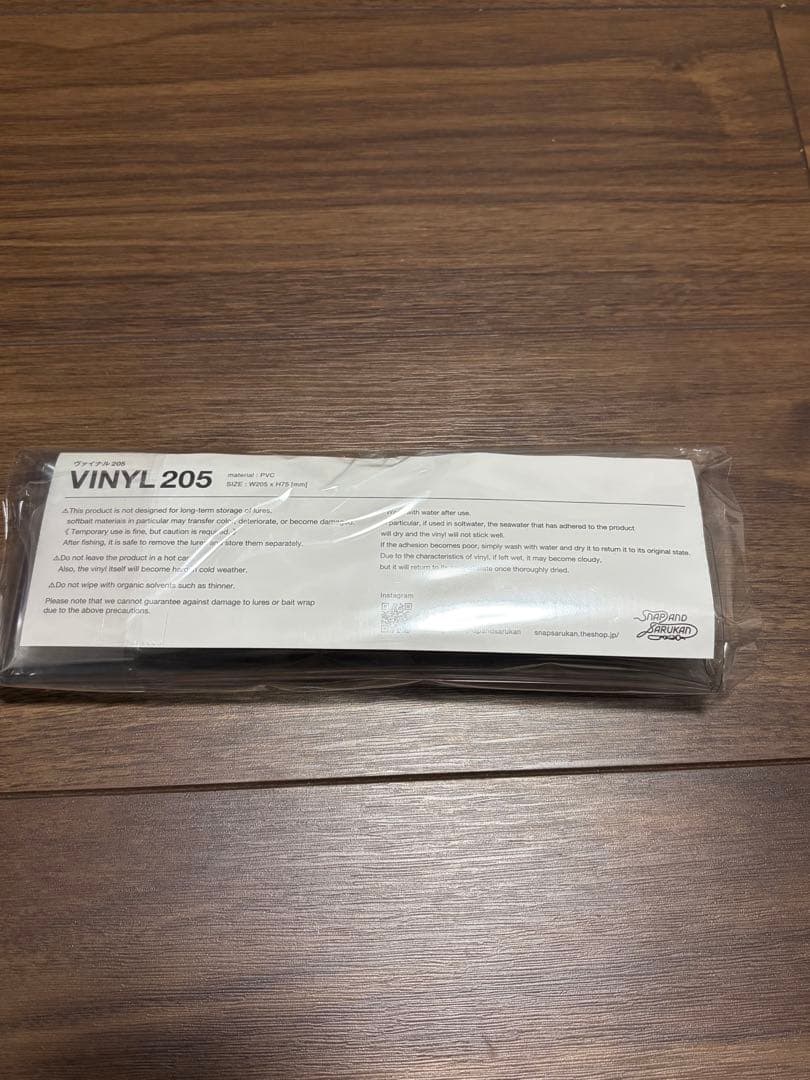 ヴァイナル 205
VINYL 205
material : PVC
SIZE : W205 x H75 [mm]
⚠This product is not designed for long-term storage of lures.
softbait materials in particular may transfer color, deteriorate, or become damaged.
《 Temporary use is fine, but caution is required. 》
After fishing, it is safe to remove the lures and store them separately.
⚠Do not leave the product in a hot car.
Also, the vinyl itself will become hard in cold weather.
⚠Do not wipe with organic solvents such as thinner.
Please note that we cannot guarantee against damage to lures or bait wrap
due to the above precautions.
with water after use.
particular, if used in soltwater, the seawater that has adhered to the product
will dry and the vinyl will not stick well.
If the adhesion becomes poor, simply wash with water and dry it to return it to its original state.
Due to the characteristics of vinyl, if left wet, it may become cloudy,
but it will return to its state once thoroughly dried.
Instagram
snapsarukan.theshop.jp/
SNAP AND
SARUKAN